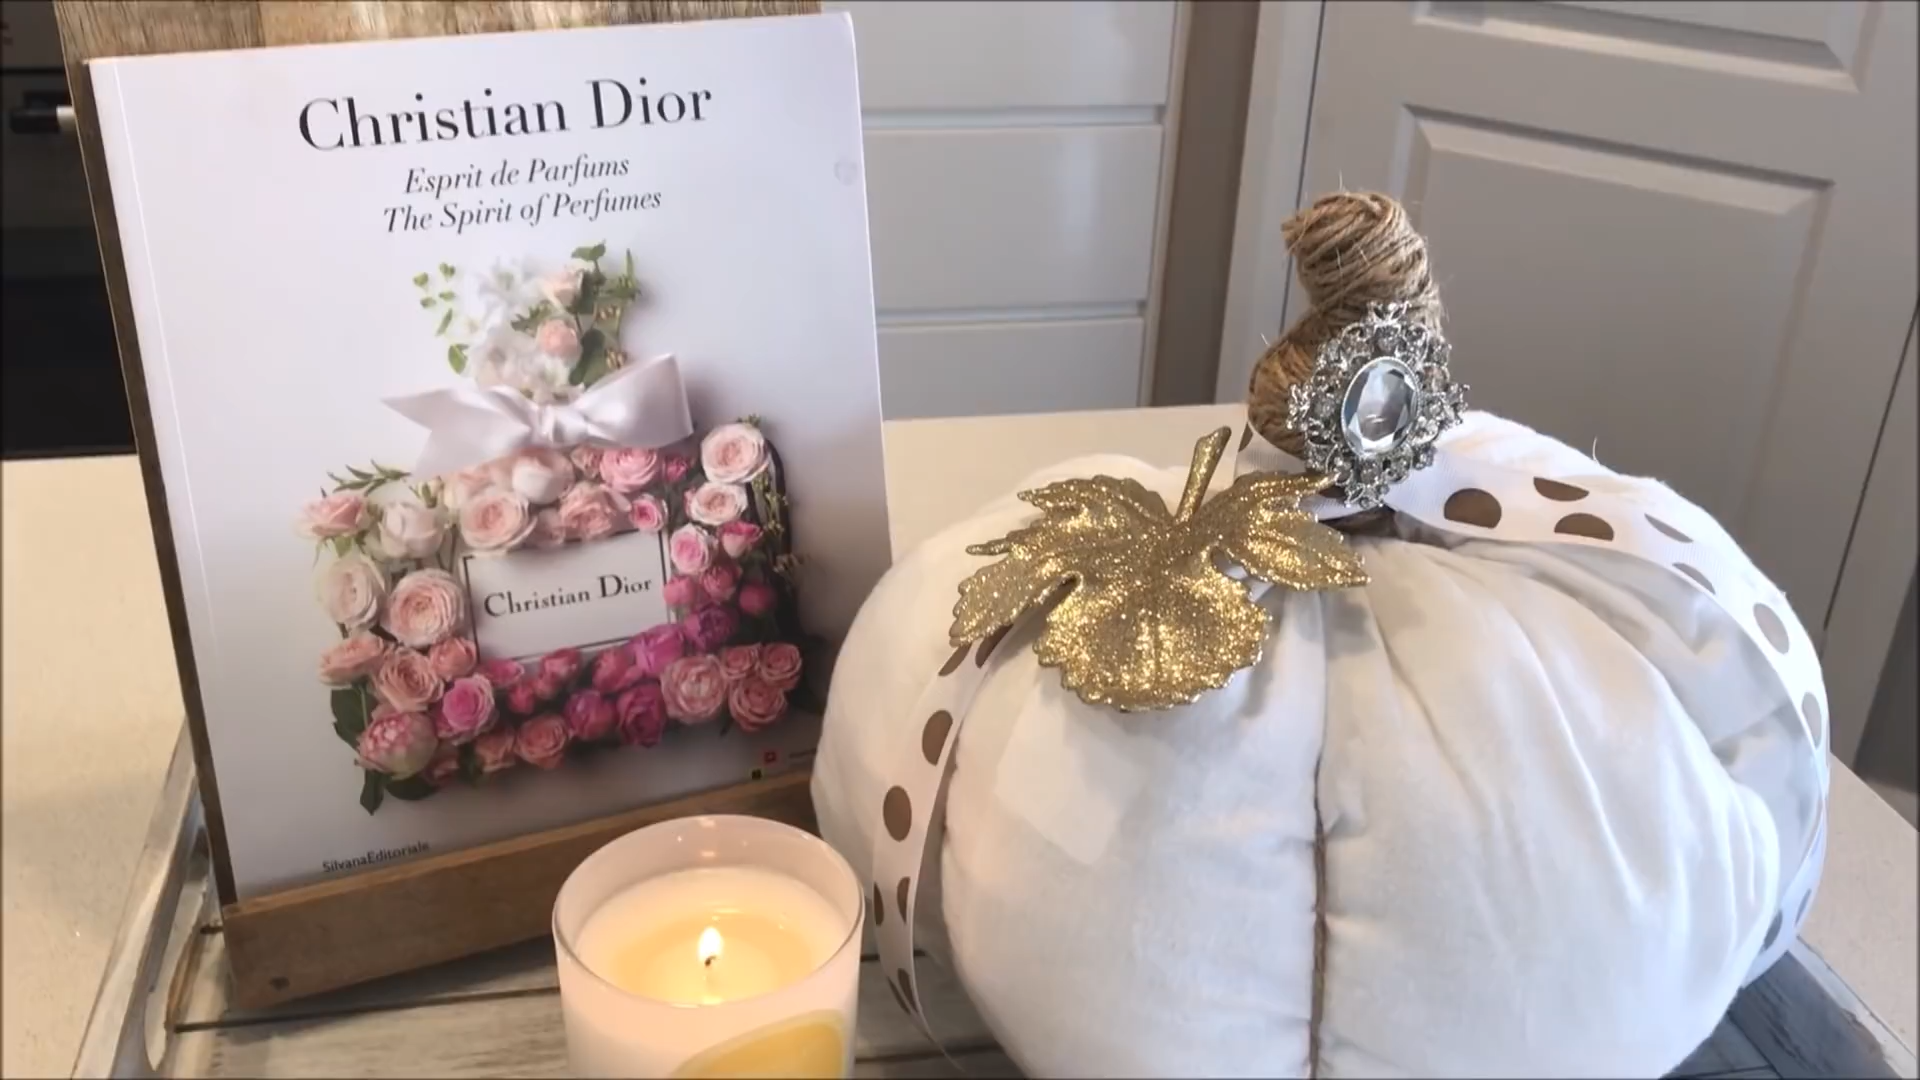 Christian Dior
Esprit de Parfums
The Spirit of Perfumes
Christian Dior
SilvanaEditoriale